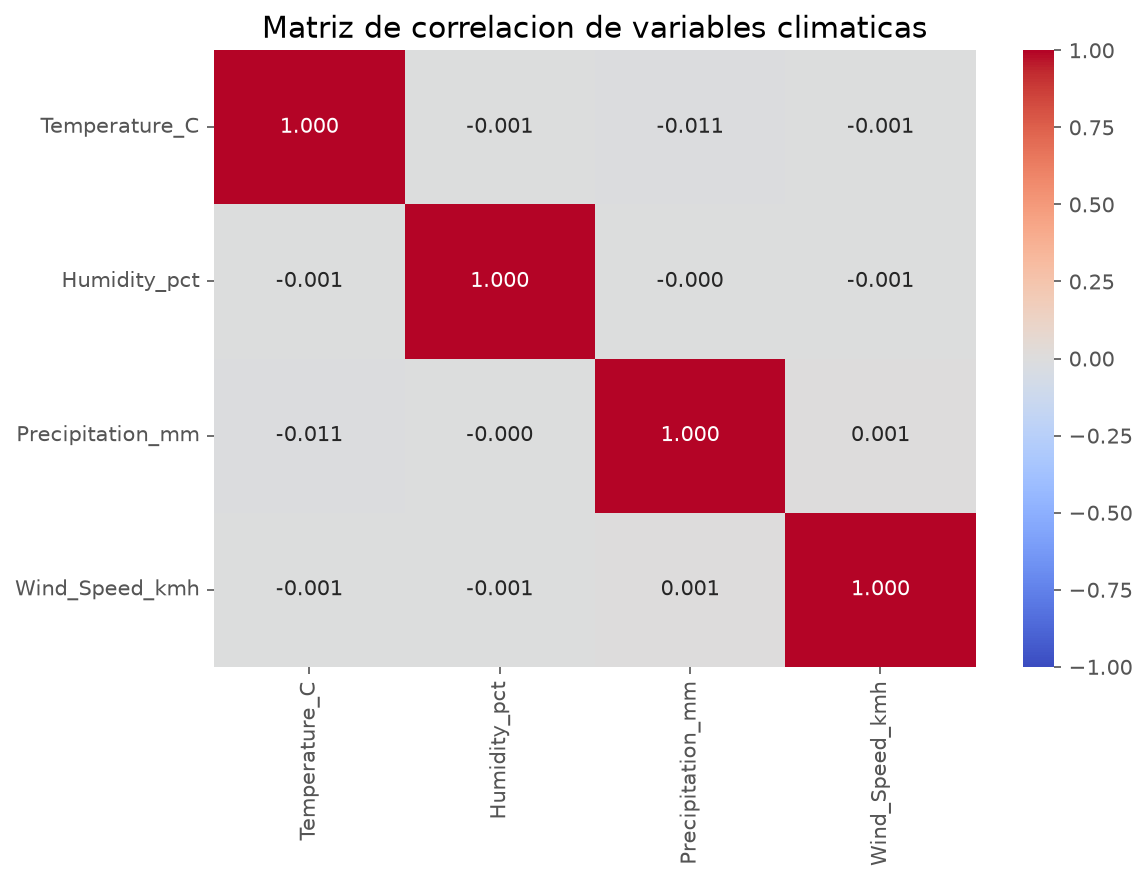 Matriz de correlacion de variables climaticas
Temperature_C 1.000 -0.001 -0.011 -0.001
Humidity_pct -0.001 1.000 -0.000 -0.001
Precipitation_mm -0.011 -0.000 1.000 0.001
Wind_Speed_kmh -0.001 -0.001 0.001 1.000
Temperature_C
Humidity_pct
Precipitation_mm
Wind_Speed_kmh
1.00
0.75
0.50
0.25
0.00
−0.25
−0.50
−0.75
−1.00